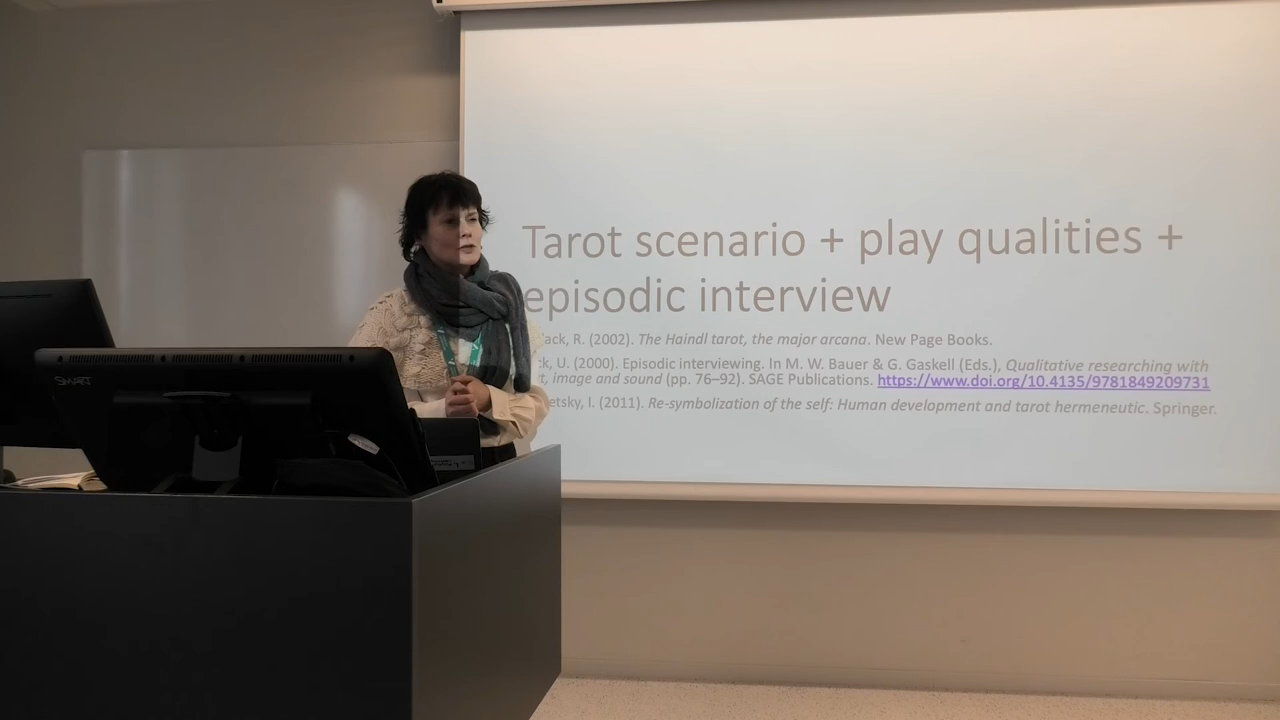 Tarot scenario + play qualities +
episodic interview
ack, R. (2002). The Haindl tarot, the major arcana. New Page Books.
ck, U. (2000). Episodic interviewing. In M. W. Bauer & G. Gaskell (Eds.), Qualitative researching with
t, image and sound (pp. 76–92). SAGE Publications. https://www.doi.org/10.4135/9781849209731
etsky, I. (2011). Re-symbolization of the self: Human development and tarot hermeneutic. Springer.
SMART